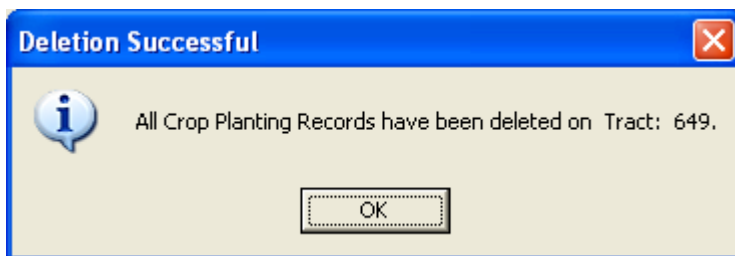 Deletion Successful
All Crop Planting Records have been deleted on  Tract:  649.
OK